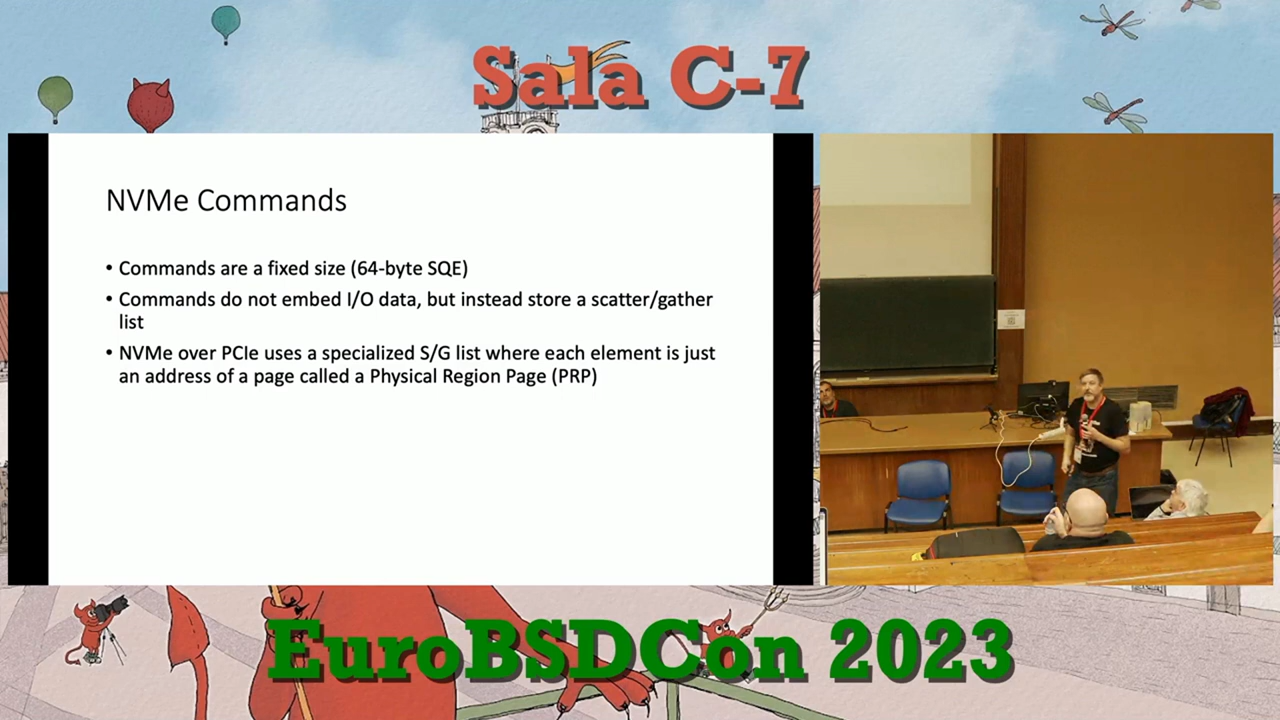 Sala C-7
NVMe Commands
• Commands are a fixed size (64-byte SQE)
• Commands do not embed I/O data, but instead store a scatter/gather
list
• NVMe over PCIe uses a specialized S/G list where each element is just
an address of a page called a Physical Region Page (PRP)
EuroBSDCon 2023